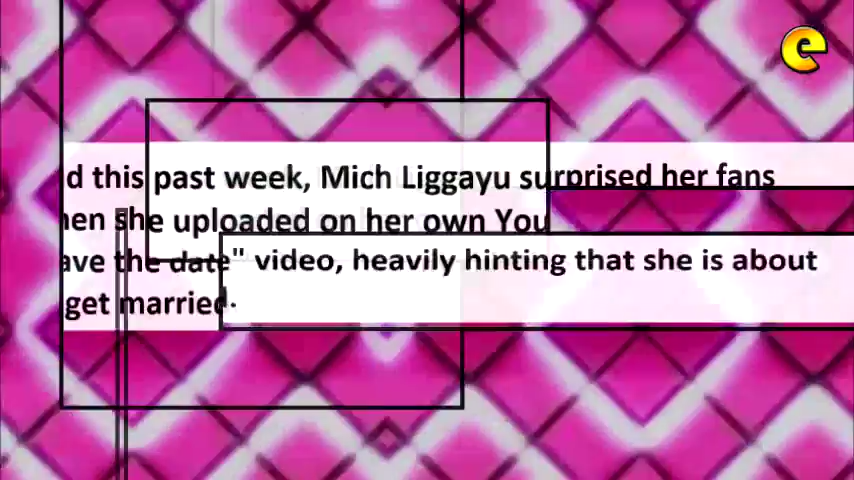 e
d this past week, Mich Liggayu surprised her fans
hen she uploaded on her own You
ave the date" video, heavily hinting that she is about
get married.